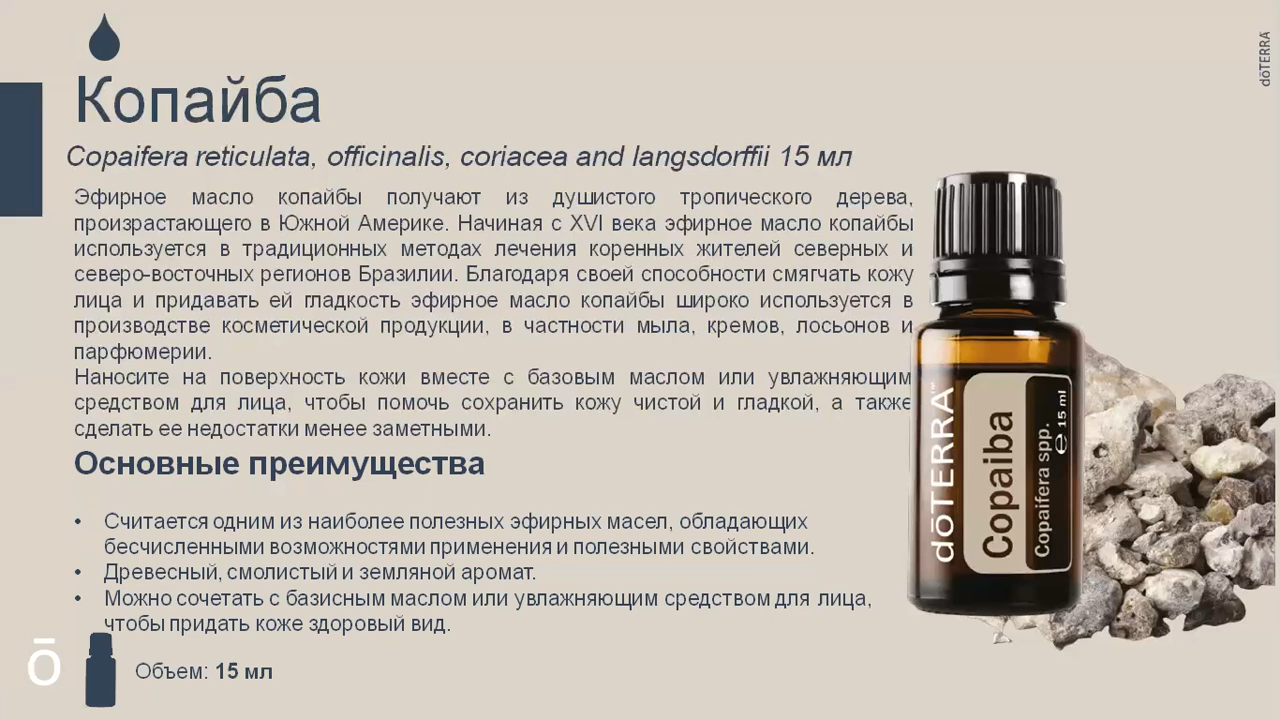 dōTERRA
Копайба
Copaifera reticulata, officinalis, coriacea and langsdorffii 15 мл
Эфирное масло копайбы получают из душистого тропического дерева,
произрастающего в Южной Америке. Начиная с XVI века эфирное масло копайбы
используется в традиционных методах лечения коренных жителей северных и
северо-восточных регионов Бразилии. Благодаря своей способности смягчать кожу
лица и придавать ей гладкость эфирное масло копайбы широко используется в
производстве косметической продукции, в частности мыла, кремов, лосьонов и
парфюмерии.
Наносите на поверхность кожи вместе с базовым маслом или увлажняющим
средством для лица, чтобы помочь сохранить кожу чистой и гладкой, а также
сделать ее недостатки менее заметными.
Основные преимущества
• Считается одним из наиболее полезных эфирных масел, обладающих
бесчисленными возможностями применения и полезными свойствами.
• Древесный, смолистый и земляной аромат.
• Можно сочетать с базисным маслом или увлажняющим средством для лица,
чтобы придать коже здоровый вид.
ō
Объем: 15 мл
dōTERRA™
Copaiba
Copaifera spp.
℮ 15 ml